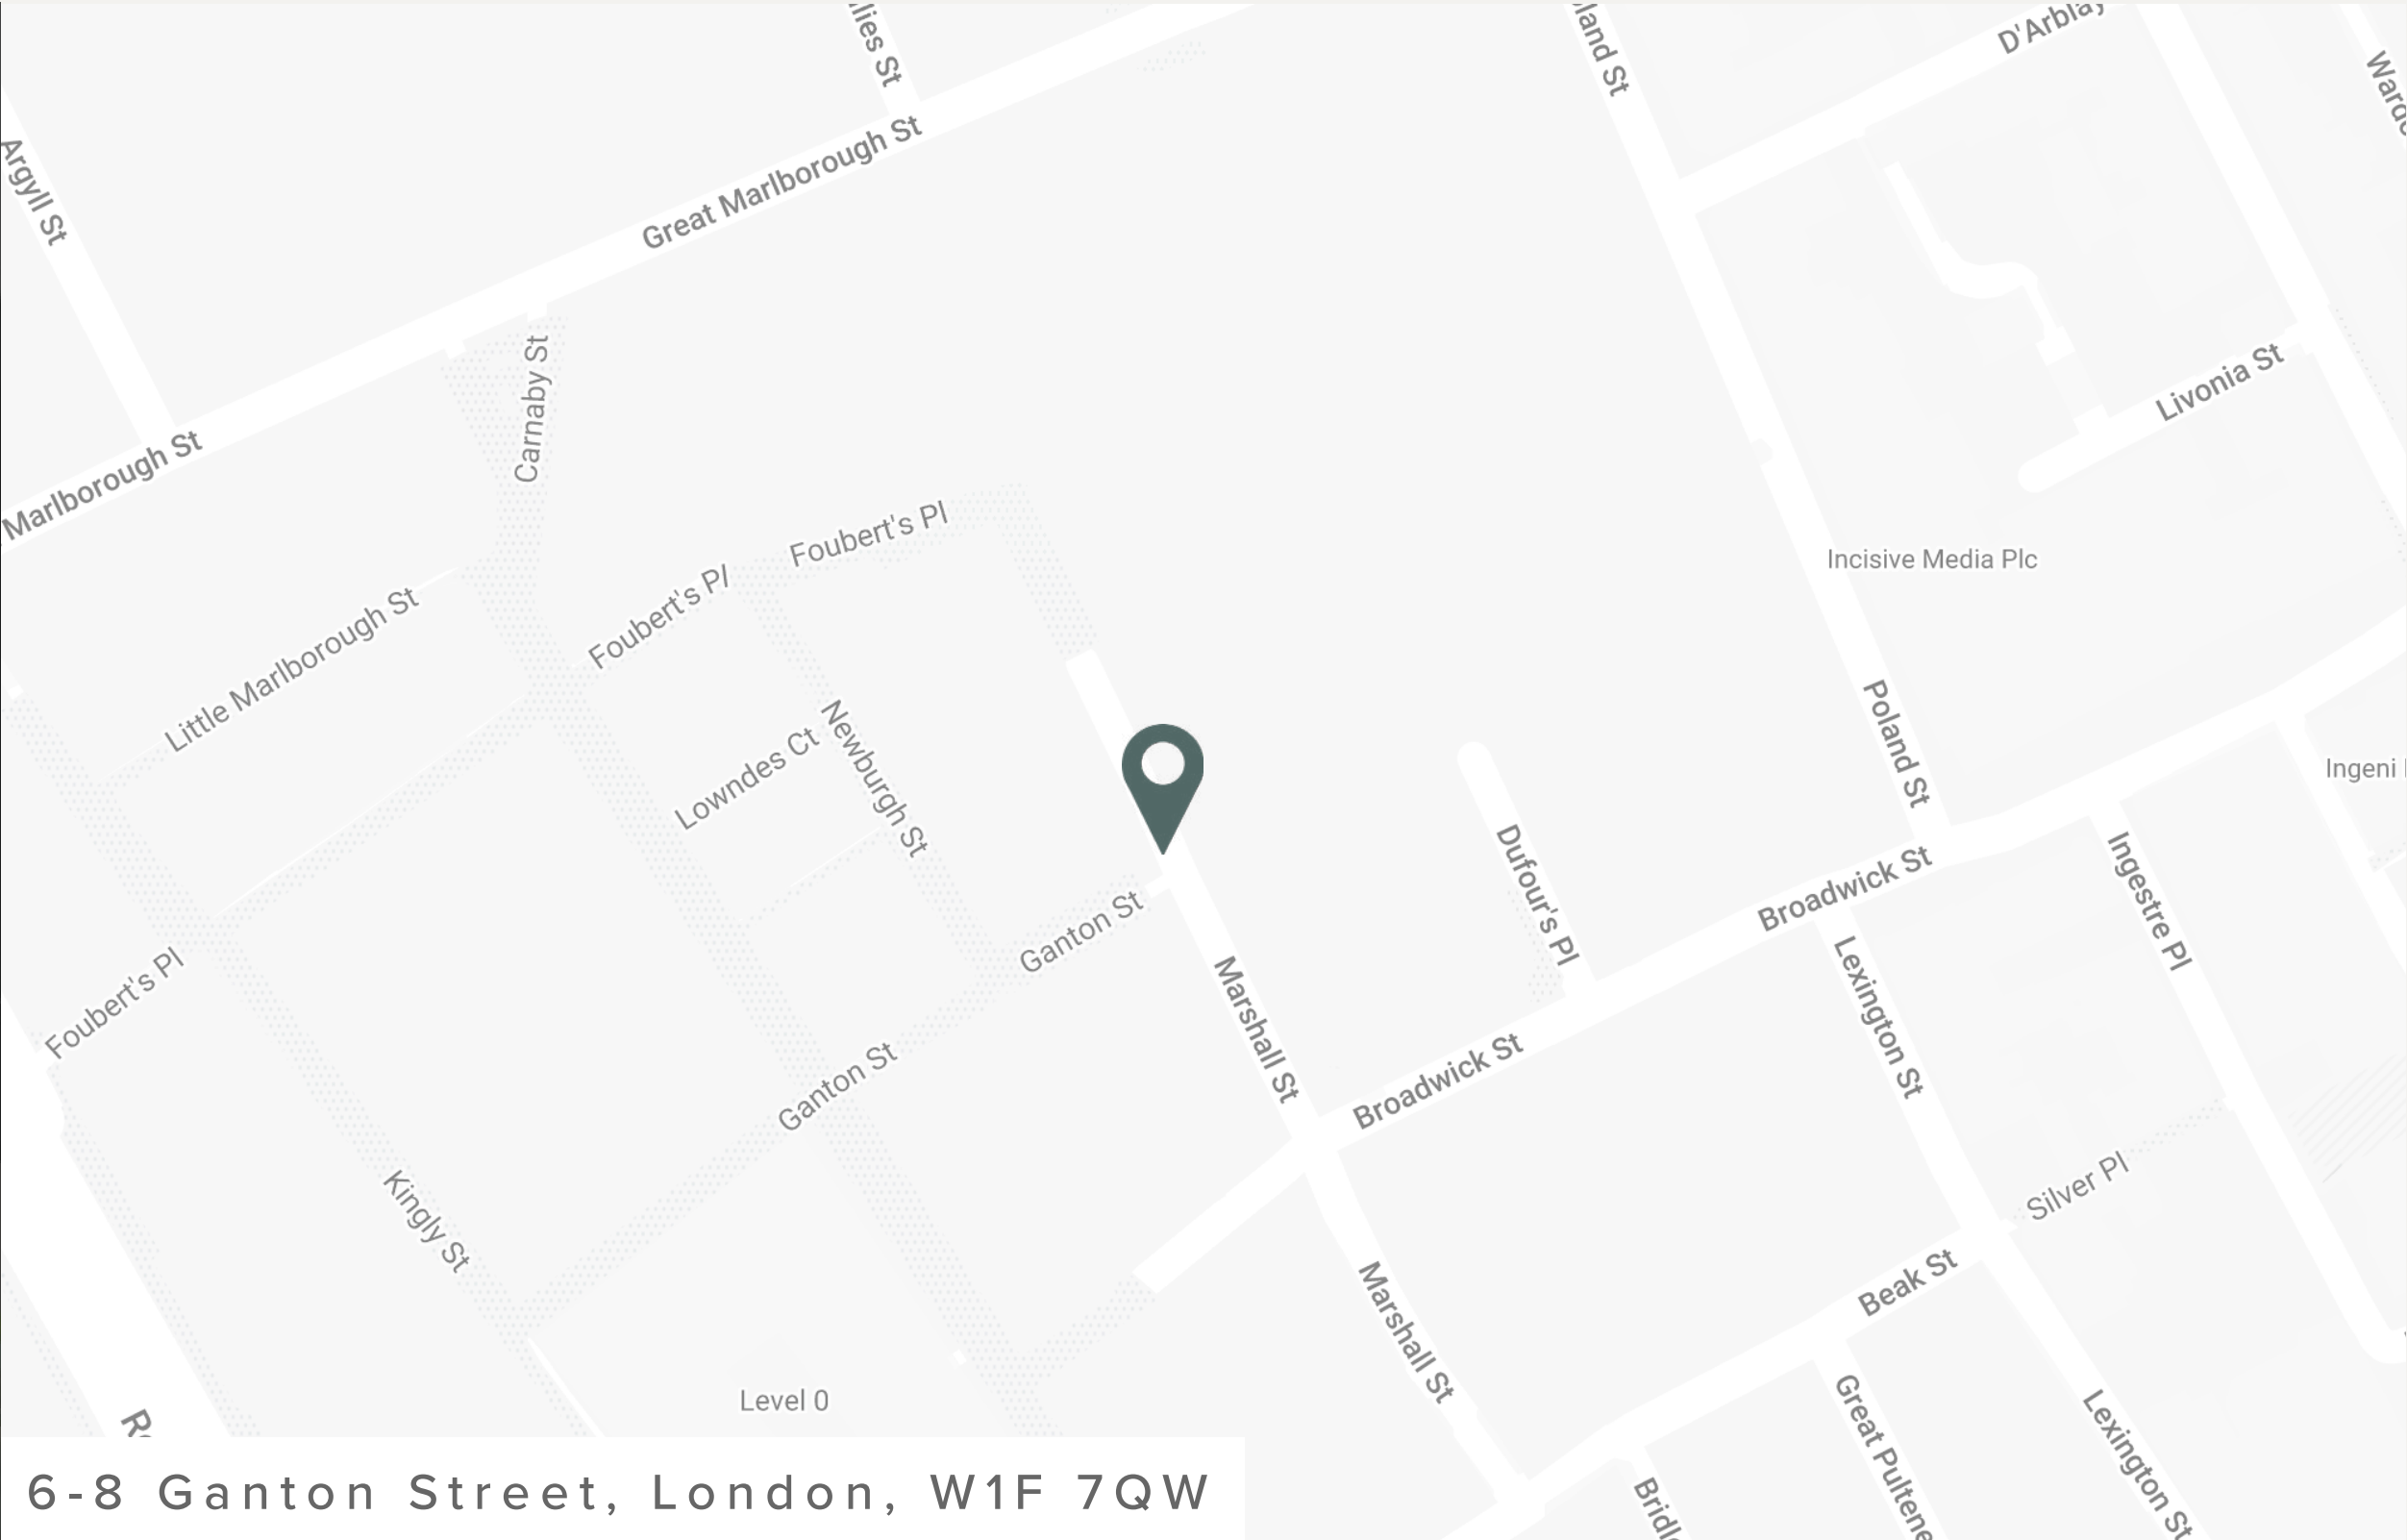 D'Arblay
Argyll St
Great Marlborough St
Carnaby St
Livonia St
Marlborough St
Foubert's Pl
Incisive Media Plc
Foubert's Pl
Little Marlborough St
Poland St
Newburgh St
Lowndes Ct
Ingeni
Dufour's Pl
Broadwick St
Ingestre Pl
Ganton St
Foubert's Pl
Lexington St
Marshall St
Broadwick St
Ganton St
Silver Pl
Kingly St
Beak St
Marshall St
Level 0
Great Pultene
Lexington St
6-8 Ganton Street, London, W1F 7QW